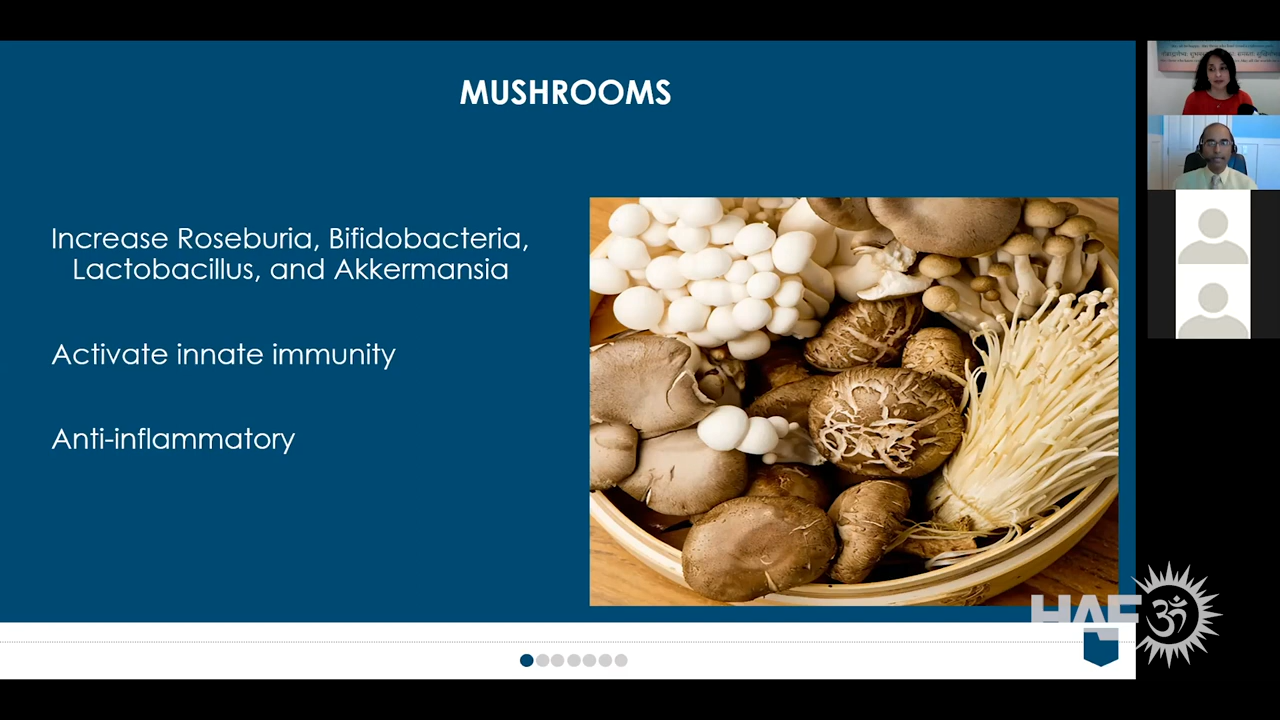 MUSHROOMS
Increase Roseburia, Bifidobacteria,
Lactobacillus, and Akkermansia
Activate innate immunity
Anti-inflammatory
HAF
ॐ